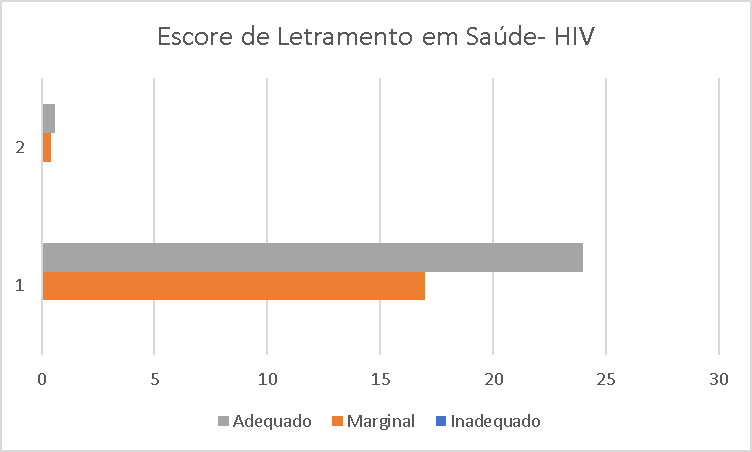 Escore de Letramento em Saúde- HIV
2
1
0 5 10 15 20 25 30
Adequado Marginal Inadequado